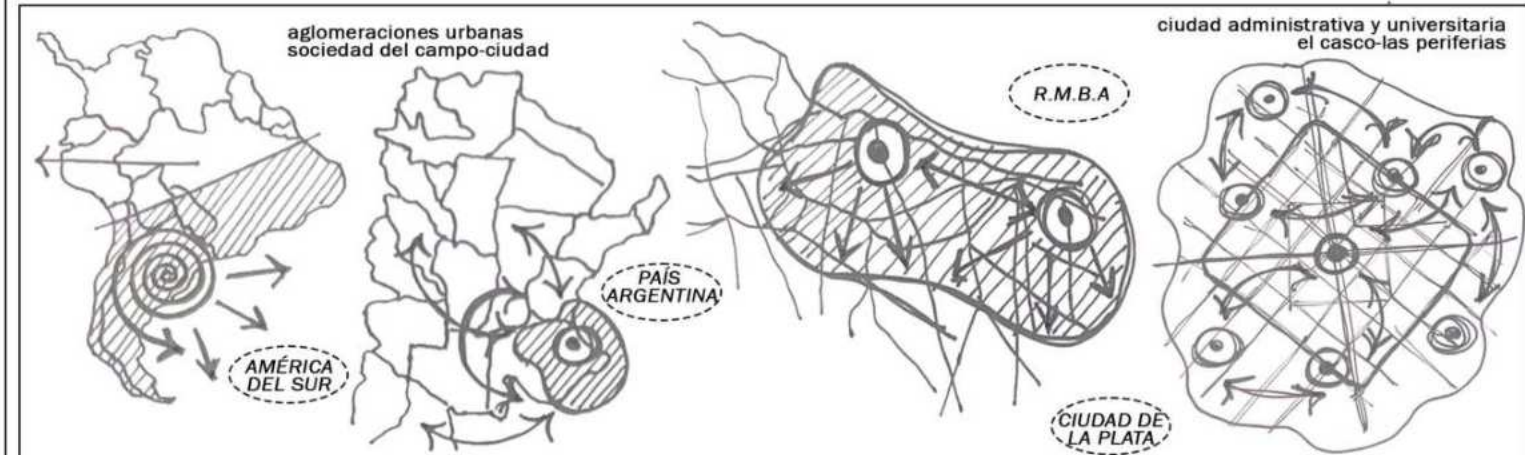 aglomeraciones urbanas
sociedad del campo-ciudad
AMÉRICA
DEL SUR
PAÍS
ARGENTINA
R.M.B.A
CIUDAD DE
LA PLATA
ciudad administrativa y universitaria
el casco-las periferias